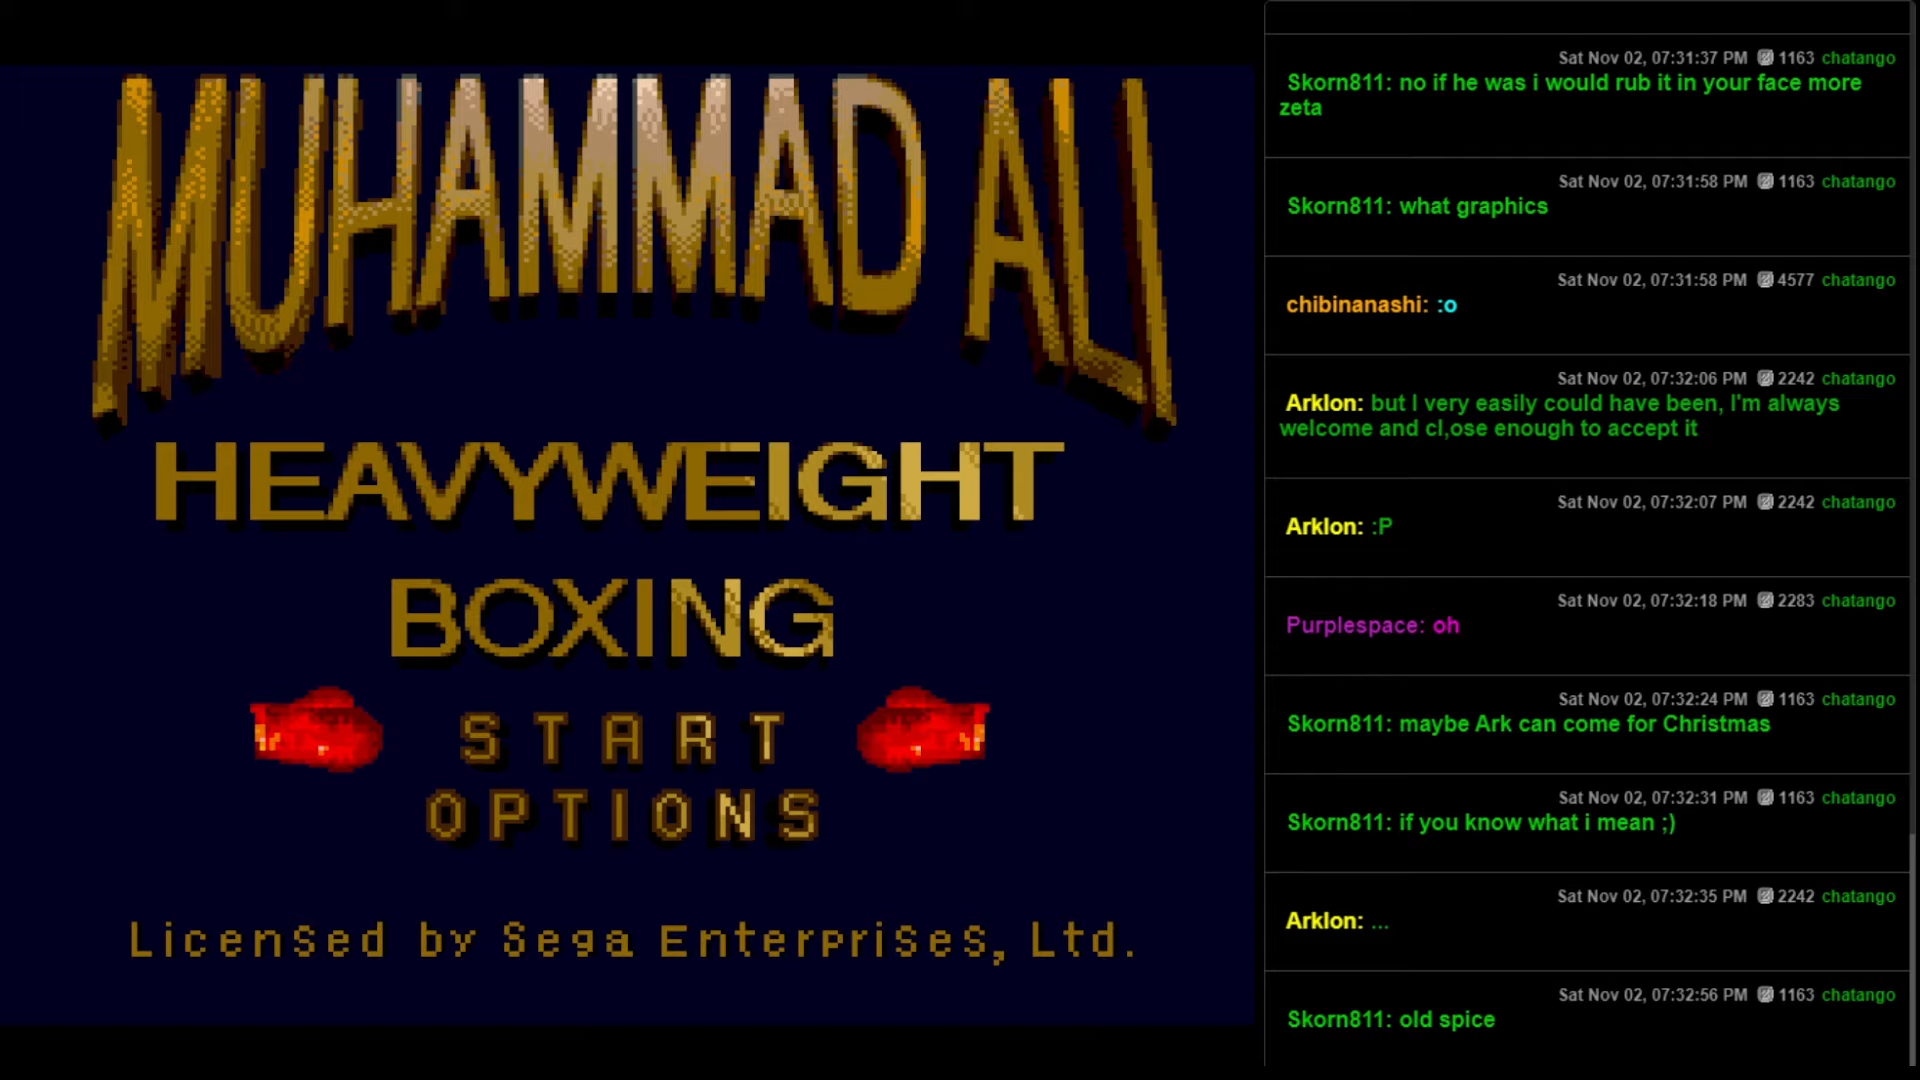 MUHAMMAD ALI
HEAVYWEIGHT
BOXING
START
OPTIONS
Licensed by Sega Enterprises, Ltd.
Sat Nov 02, 07:31:37 PM 1163 chatango
Skorn811: no if he was i would rub it in your face more
zeta
Sat Nov 02, 07:31:58 PM 1163 chatango
Skorn811: what graphics
Sat Nov 02, 07:31:58 PM 4577 chatango
chibinanashi: :o
Sat Nov 02, 07:32:06 PM 2242 chatango
Arklon: but I very easily could have been, I'm always
welcome and cl,ose enough to accept it
Sat Nov 02, 07:32:07 PM 2242 chatango
Arklon: :P
Sat Nov 02, 07:32:18 PM 2283 chatango
Purplespace: oh
Sat Nov 02, 07:32:24 PM 1163 chatango
Skorn811: maybe Ark can come for Christmas
Sat Nov 02, 07:32:31 PM 1163 chatango
Skorn811: if you know what i mean ;)
Sat Nov 02, 07:32:35 PM 2242 chatango
Arklon: ...
Sat Nov 02, 07:32:56 PM 1163 chatango
Skorn811: old spice